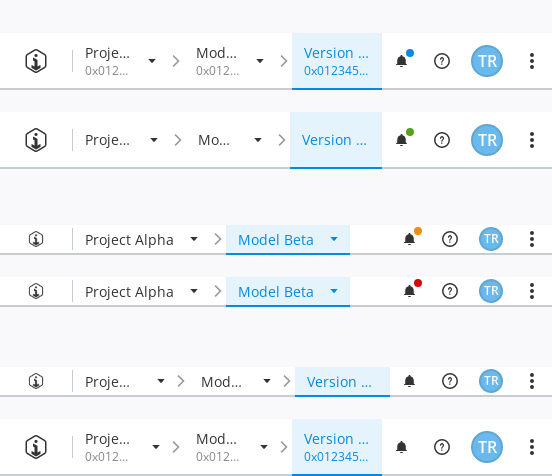 Proje... Mod... Version ...
0x012... 0x012... 0x012345... TR
Proje... Mo... Version ... TR
Project Alpha Model Beta TR
Project Alpha Model Beta TR
Proje... Mod... Version ... TR
Proje... Mod... Version ...
0x012... 0x012... 0x012345... TR